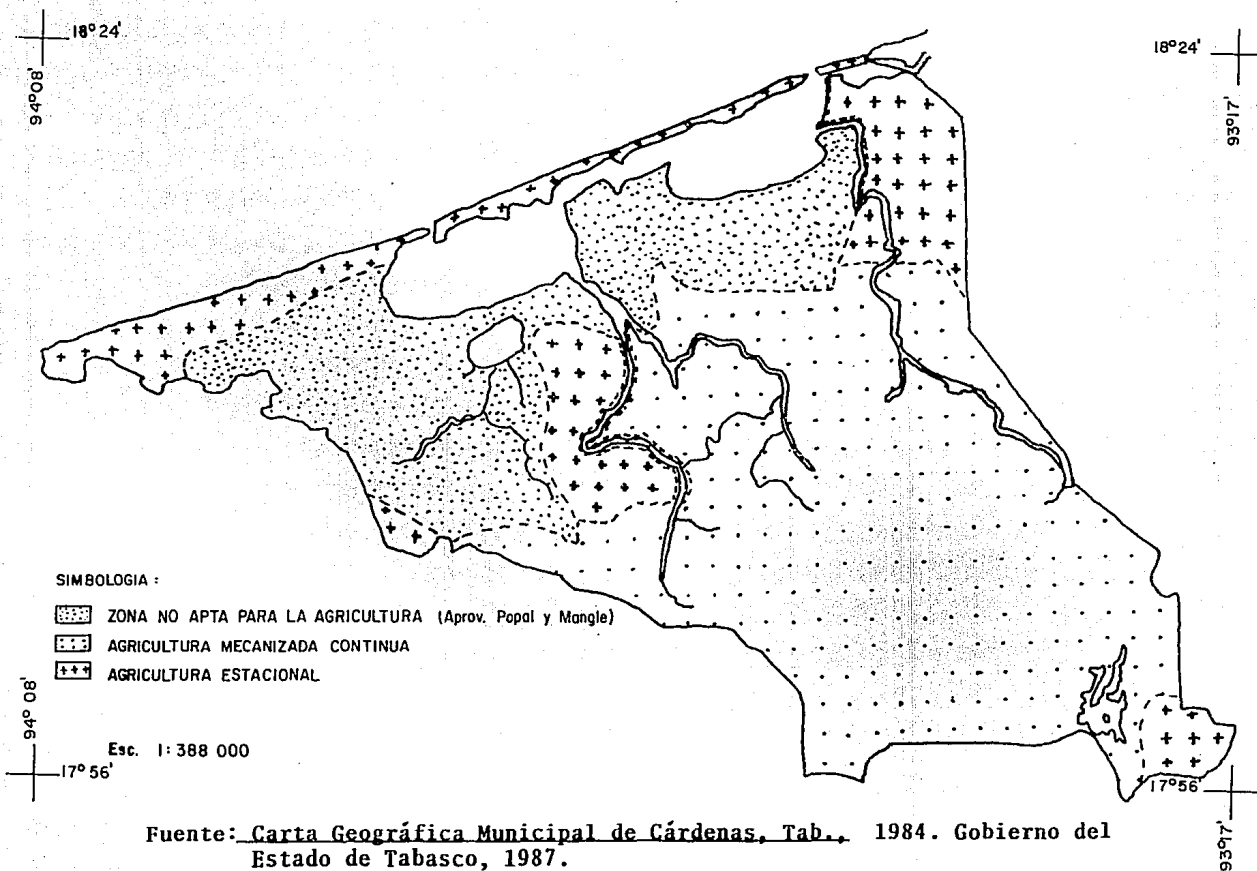 18°24'
94°08'
18°24'
93°17'
SIMBOLOGIA :
ZONA NO APTA PARA LA AGRICULTURA (Aprov. Popal y Mangle)
AGRICULTURA MECANIZADA CONTINUA
AGRICULTURA ESTACIONAL
Esc. 1: 388 000
94° 08'
17°56'
17°56'
93°17'
Fuente: Carta Geográfica Municipal de Cárdenas, Tab., 1984. Gobierno del
Estado de Tabasco, 1987.